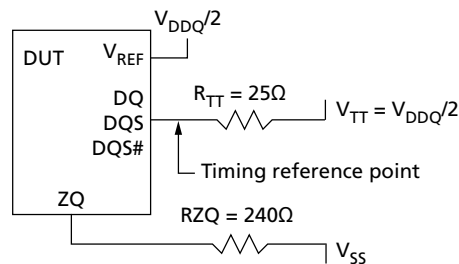 V_DDQ/2
DUT
V_REF
DQ
DQS
DQS#
R_TT = 25Ω
V_TT = V_DDQ/2
Timing reference point
ZQ
RZQ = 240Ω
V_SS